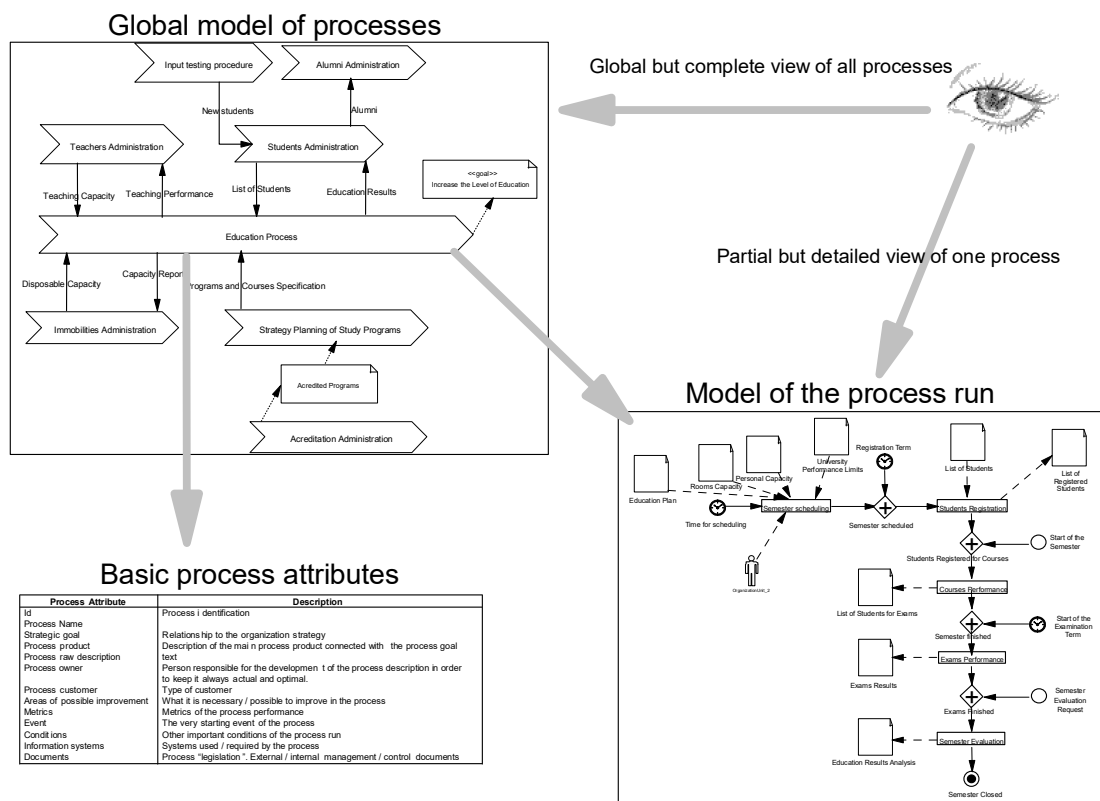 Global model of processes
Input testing procedure
Alumni Administration
New students
Alumni
Teachers Administration
Students Administration
Teaching Capacity
Teaching Performance
List of Students
Education Results
<<goal>>
Increase the Level of Education
Education Process
Disposable Capacity
Capacity Report
Programs and Courses Specification
Immobilities Administration
Strategy Planning of Study Programs
Acredited Programs
Acreditation Administration
Global but complete view of all processes
Partial but detailed view of one process
Basic process attributes
Process Attribute Description
Id Process i dentification
Process Name
Strategic goal Relationship to the organization strategy
Process product Description of the mai n process product connected with the process goal
Process raw description text
Process owner Person responsible for the developmen t of the process description in order
to keep it always actual and optimal.
Process customer Type of customer
Areas of possible improvement What it is necessary / possible to improve in the process
Metrics Metrics of the process performance
Event The very starting event of the process
Conditions Other important conditions of the process run
Information systems Systems used / required by the process
Documents Process "legislation". External / internal management / control documents
Model of the process run
Education Plan
Rooms Capacity
Personal Capacity
University
Performance Limits
Registration Term
List of Students
List of
Registered
Students
Time for scheduling
Semester scheduling
Semester scheduled
Students Registration
OrganizationUnit_2
Students Registered for Courses
Start of the
Semester
Courses Performance
List of Students for Exams
Semester finished
Start of the
Examination
Term
Exams Performance
Exams Results
Exams Finished
Semester
Evaluation
Request
Semester Evaluation
Education Results Analysis
Semester Closed